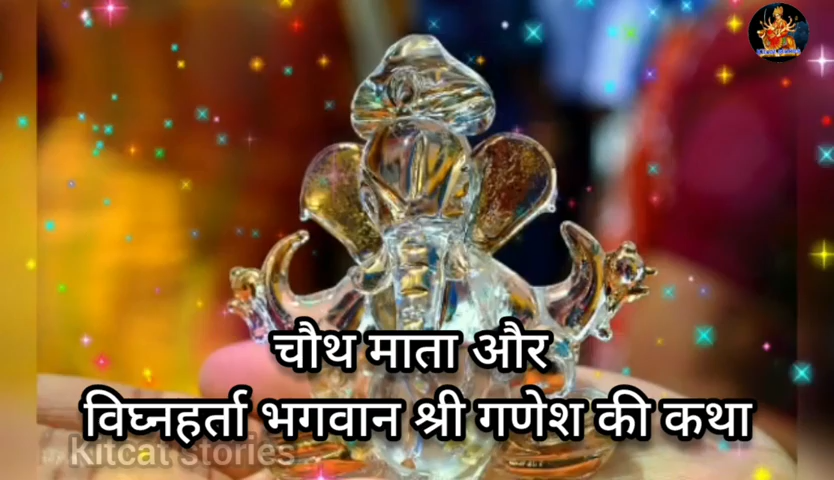 चौथ माता और
विघ्नहर्ता भगवान श्री गणेश की कथा
Kitcat stories